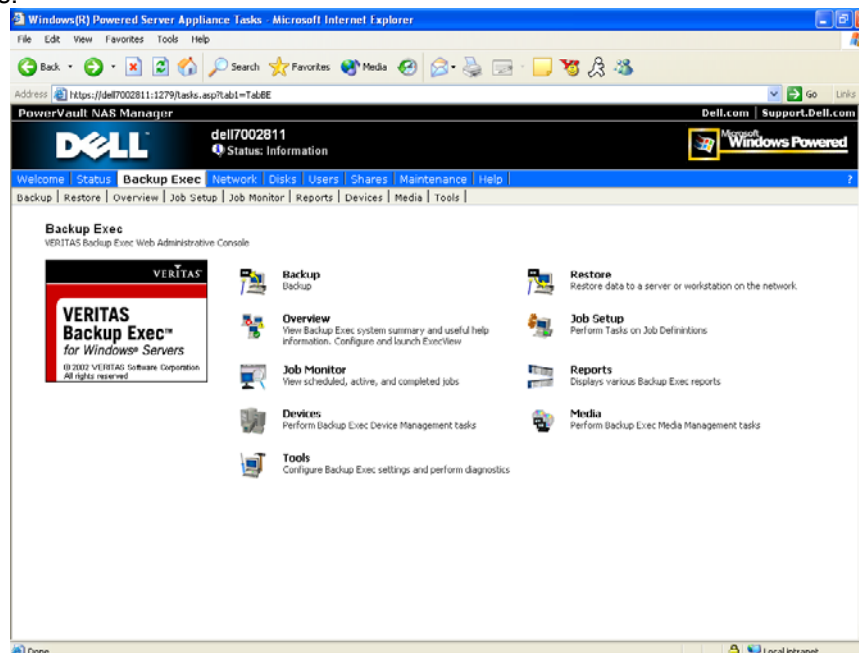 Windows(R) Powered Server Appliance Tasks - Microsoft Internet Explorer
File Edit View Favorites Tools Help
Back Search Favorites Media
Address https://dell7002811:1279/tasks.asp?tab1=TabBE Go Links
PowerVault NAS Manager Dell.com | Support.Dell.com
DELL
dell7002811
Status: Information
Microsoft
Windows Powered
Welcome | Status | Backup Exec | Network | Disks | Users | Shares | Maintenance | Help | ?
Backup | Restore | Overview | Job Setup | Job Monitor | Reports | Devices | Media | Tools |
Backup Exec
VERITAS Backup Exec Web Administrative Console
VERITAS
VERITAS
Backup Exec™
for Windows® Servers
© 2002 VERITAS Software Corporation
All rights reserved
Backup
Backup
Restore
Restore data to a server or workstation on the network.
Overview
View Backup Exec system summary and useful help
information. Configure and launch ExecView
Job Setup
Perform Tasks on Job Definintions
Job Monitor
View scheduled, active, and completed jobs
Reports
Displays various Backup Exec reports
Devices
Perform Backup Exec Device Management tasks
Media
Perform Backup Exec Media Management tasks
Tools
Configure Backup Exec settings and perform diagnostics
Done Local intranet